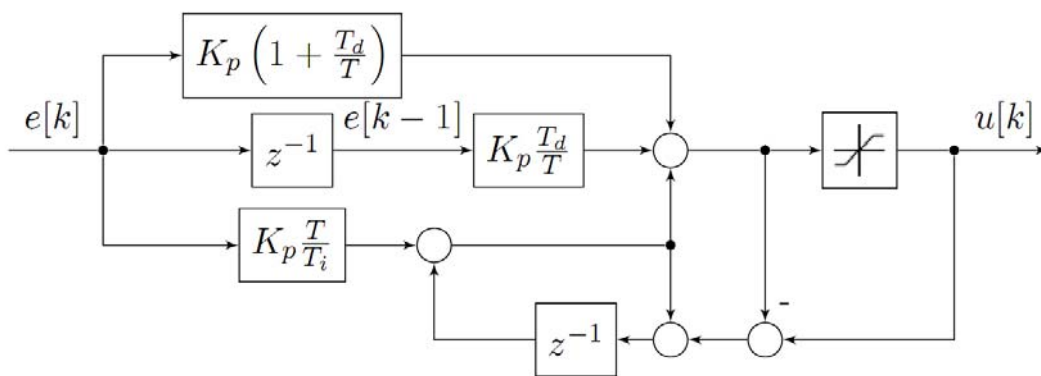 K_p (1 + T_d/T)
e[k]
z^{-1}
e[k − 1]
K_p T_d/T
u[k]
K_p T/T_i
-
z^{-1}